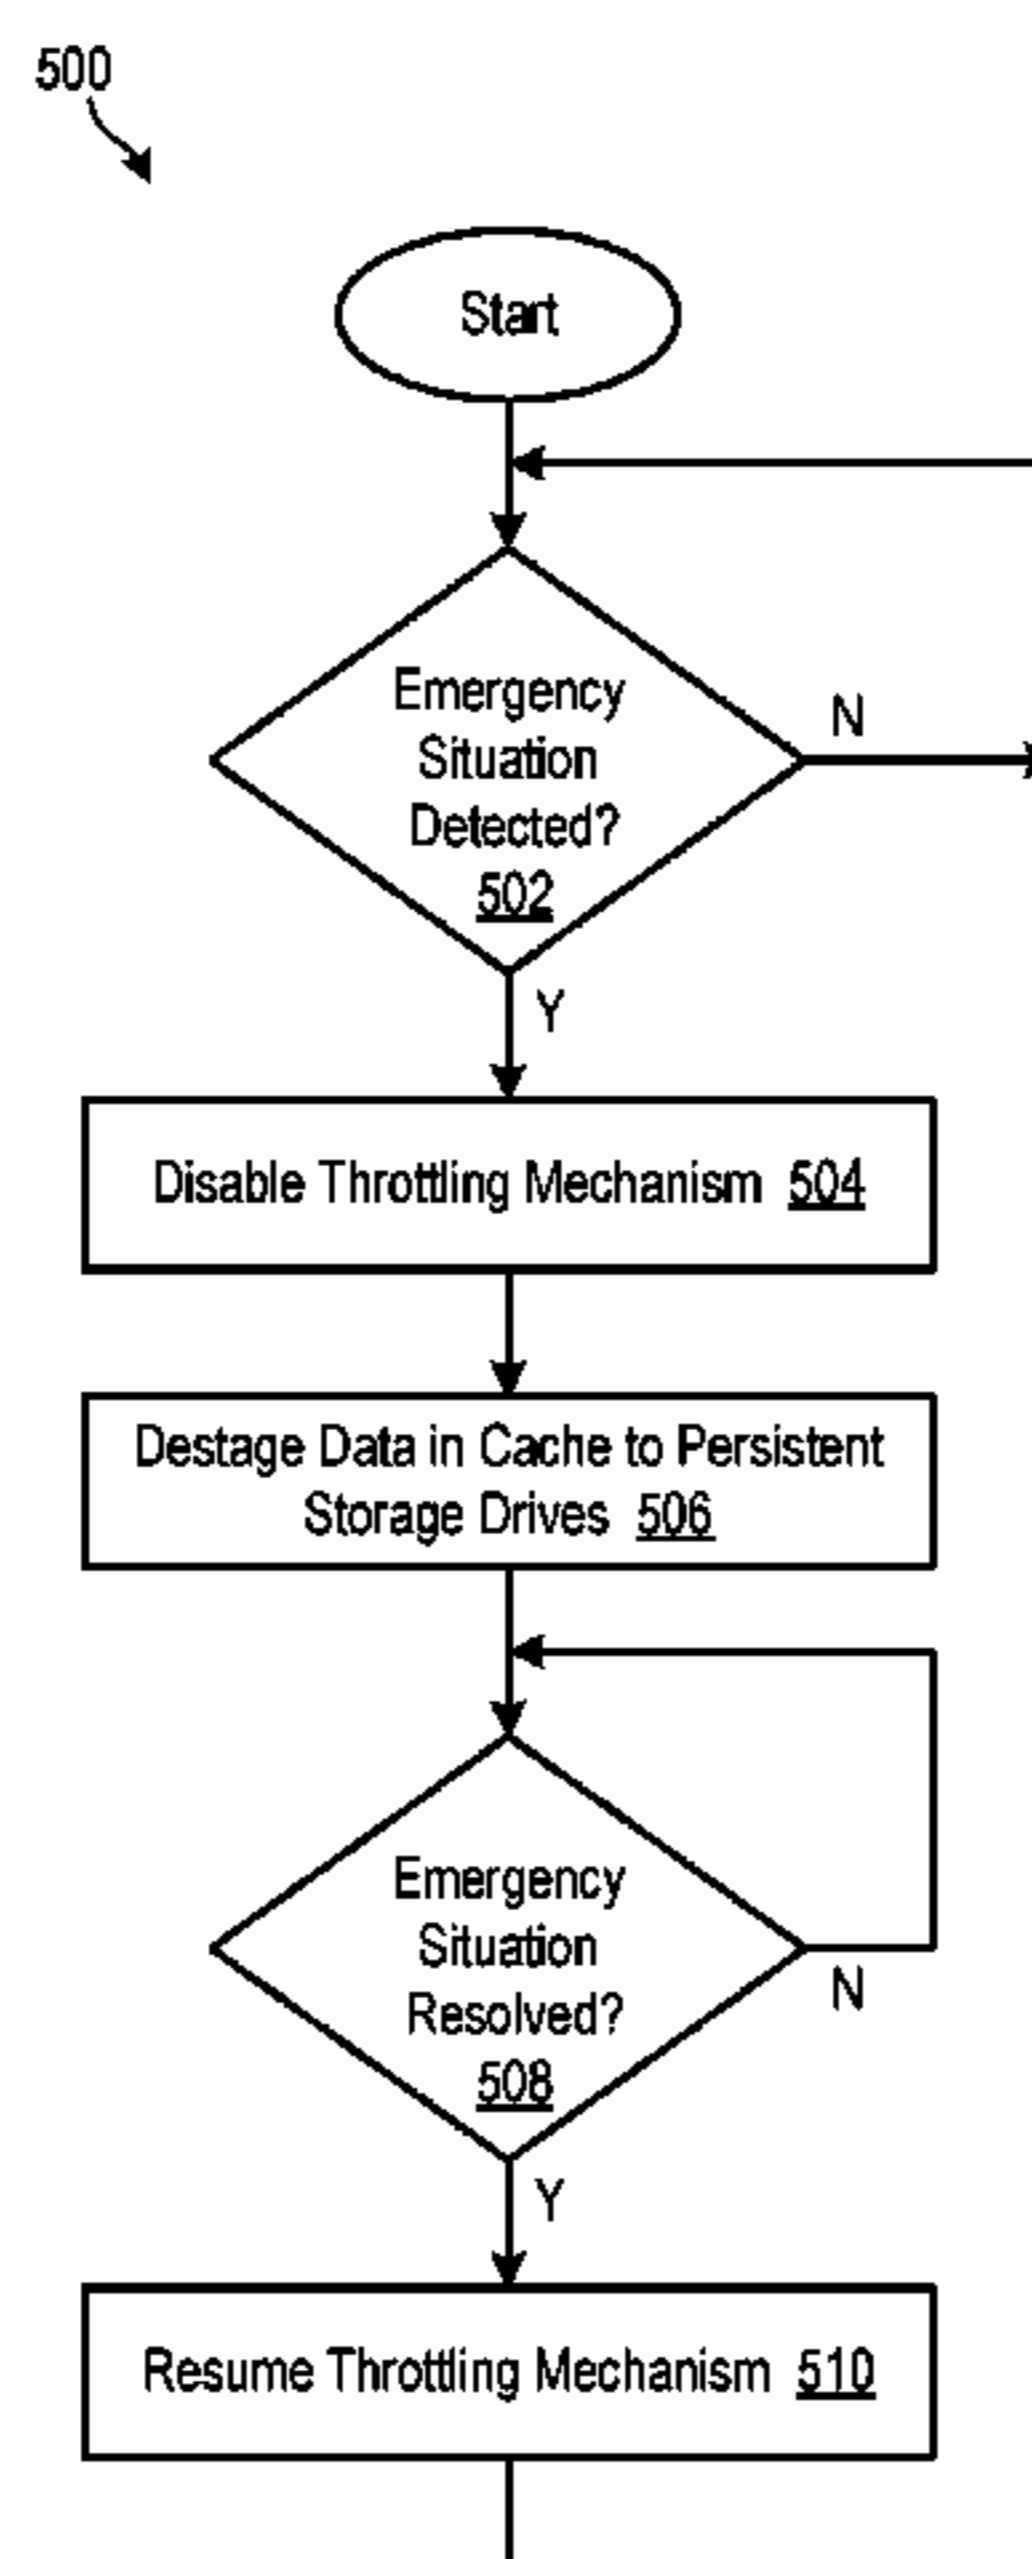 500
Start
Emergency
Situation
Detected?
502
N
Y
Disable Throttling Mechanism 504
Destage Data in Cache to Persistent
Storage Drives 506
Emergency
Situation
Resolved?
508
N
Y
Resume Throttling Mechanism 510